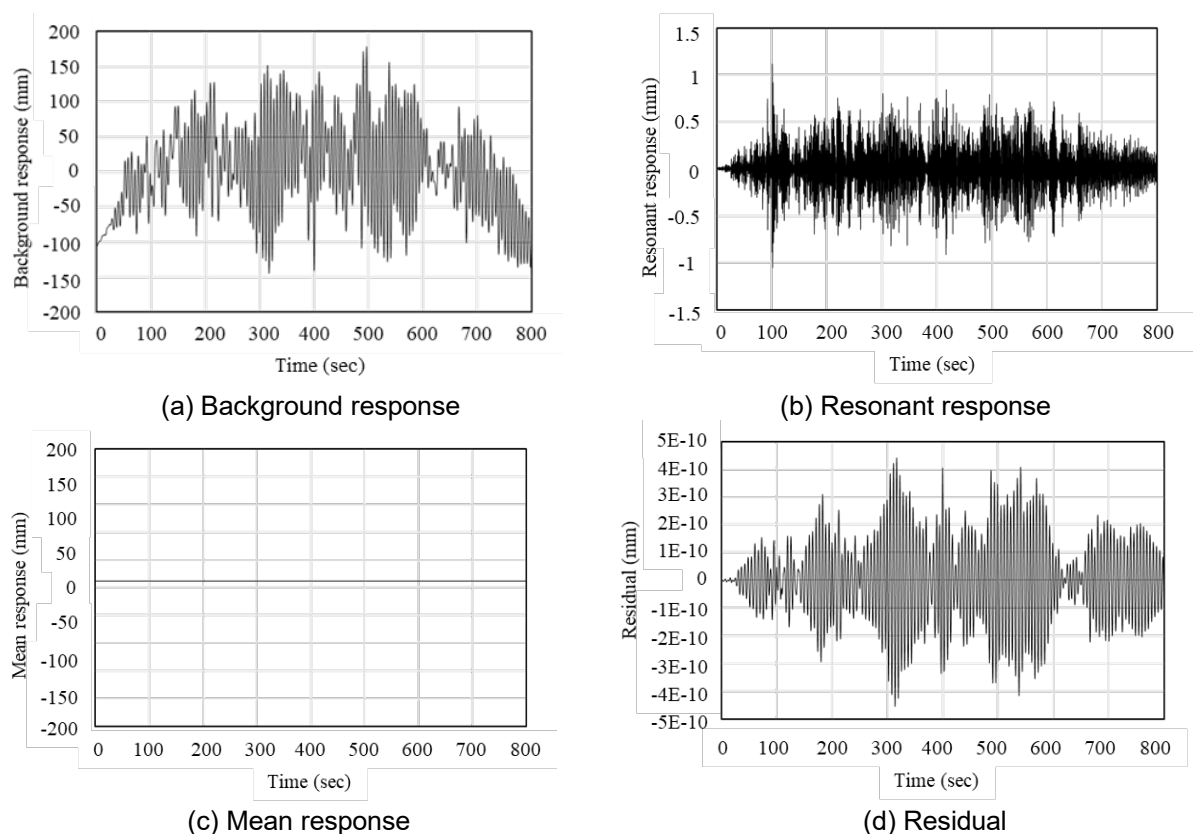 Background response (mm)
200
150
100
50
0
-50
-100
-150
-200
0 100 200 300 400 500 600 700 800
Time (sec)
(a) Background response
Resonant response (mm)
1.5
1
0.5
0
-0.5
-1
-1.5
0 100 200 300 400 500 600 700 800
Time (sec)
(b) Resonant response
Mean response (mm)
200
150
100
50
0
-50
-100
-150
-200
0 100 200 300 400 500 600 700 800
Time (sec)
(c) Mean response
Residual (mm)
5E-10
4E-10
3E-10
2E-10
1E-10
0
-1E-10
-2E-10
-3E-10
-4E-10
-5E-10
0 100 200 300 400 500 600 700 800
Time (sec)
(d) Residual